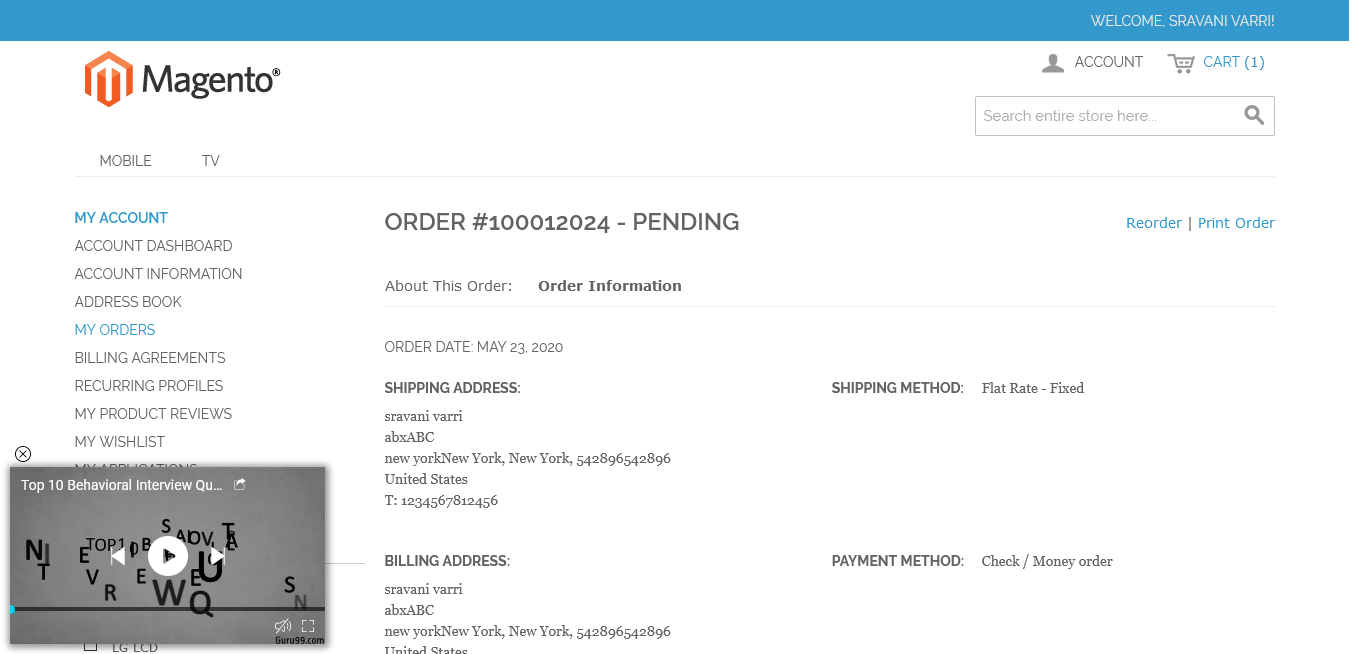 WELCOME, SRAVANI VARRI!
Magento®
ACCOUNT
CART (1)
Search entire store here...
MOBILE
TV
MY ACCOUNT
ACCOUNT DASHBOARD
ACCOUNT INFORMATION
ADDRESS BOOK
MY ORDERS
BILLING AGREEMENTS
RECURRING PROFILES
MY PRODUCT REVIEWS
MY WISHLIST
MY APPLICATIONS
Top 10 Behavioral Interview Qu...
Guru99.com
LG LCD
ORDER #100012024 - PENDING
Reorder | Print Order
About This Order: Order Information
ORDER DATE: MAY 23, 2020
SHIPPING ADDRESS:
sravani varri
abxABC
new yorkNew York, New York, 542896542896
United States
T: 1234567812456
SHIPPING METHOD: Flat Rate - Fixed
BILLING ADDRESS:
sravani varri
abxABC
new yorkNew York, New York, 542896542896
United States
PAYMENT METHOD: Check / Money order